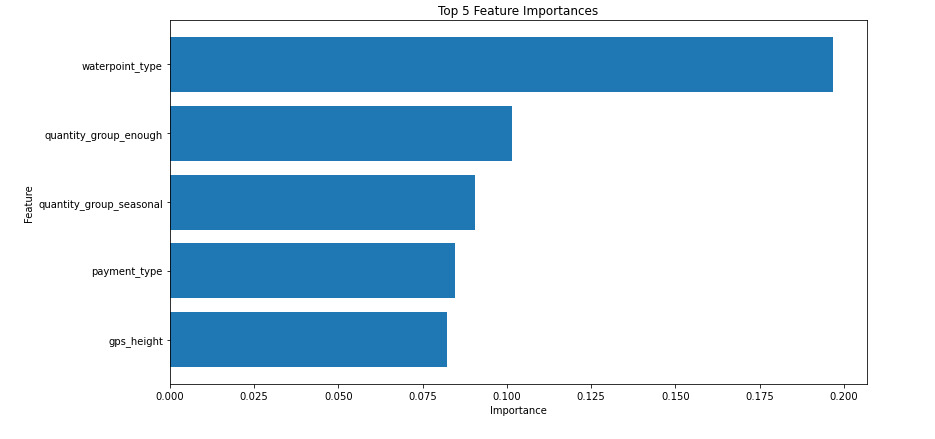 Top 5 Feature Importances
waterpoint_type
quantity_group_enough
quantity_group_seasonal
payment_type
gps_height
Feature
0.000 0.025 0.050 0.075 0.100 0.125 0.150 0.175 0.200
Importance